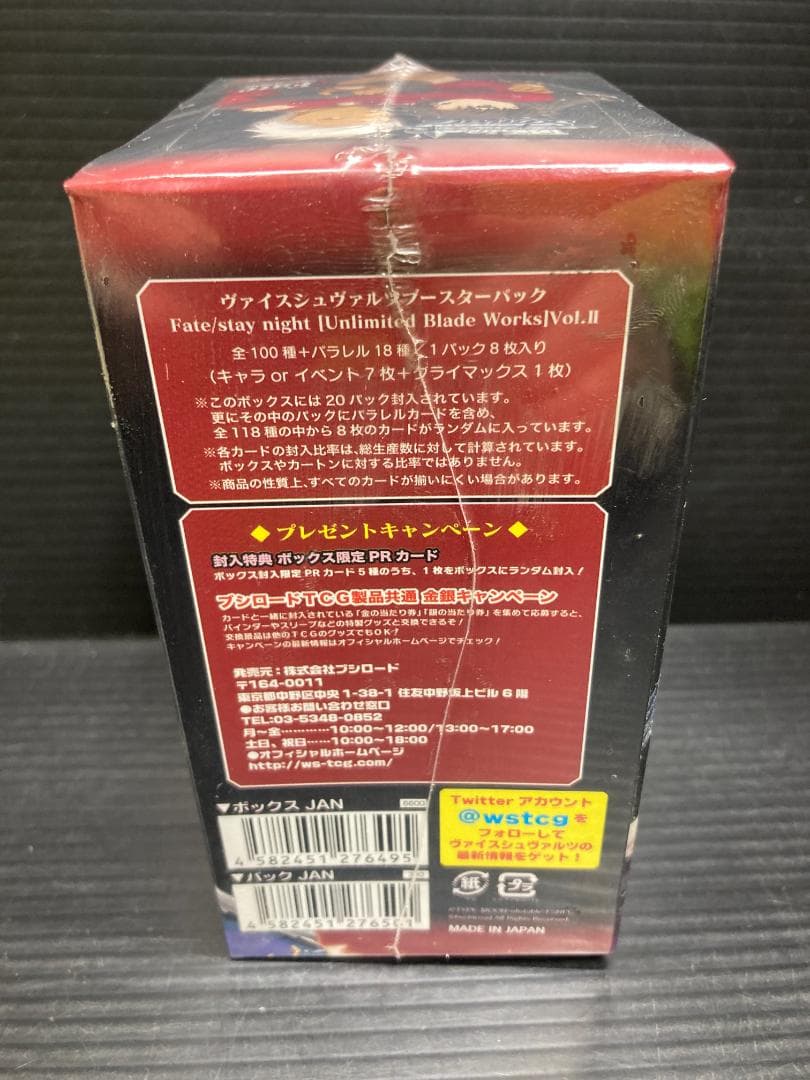 ヴァイスシュヴァルツブースターパック
Fate/stay night [Unlimited Blade Works]Vol.Ⅱ
全100種+パラレル18種/1パック8枚入り
(キャラ or イベント7枚+クライマックス1枚)
※このボックスには20パック封入されています。
更にその中のパックにパラレルカードを含め、
全118種の中から8枚のカードがランダムに入っています。
※各カードの封入比率は、総生産数に対して計算されています。
ボックスやカートンに対する比率ではありません。
※商品の性質上、すべてのカードが揃いにくい場合があります。
◆プレゼントキャンペーン◆
封入特典 ボックス限定PRカード
ボックス封入限定PRカード5種のうち、1枚をボックスにランダム封入!
ブシロードTCG製品共通 金銀キャンペーン
カードと一緒に封入されている「金の当たり券」「銀の当たり券」を集めて応募すると、
バインダーやスリーブなどの特製グッズと交換できるぞ!
交換景品は他のTCGのグッズでもOK!
キャンペーンの最新情報はオフィシャルホームページでチェック!
発売元:株式会社ブシロード
〒164-0011
東京都中野区中央1-38-1 住友中野坂上ビル6階
●お客様お問い合わせ窓口
TEL:03-5348-0852
月~金…………10:00~12:00/13:00~17:00
土日、祝日……10:00~18:00
●オフィシャルホームページ
http://ws-tcg.com/
▼ボックス JAN
6600
4 582451 276495
▼パック JAN
4 582451 276501
Twitter アカウント
@wstcg を
フォローして
ヴァイスシュヴァルツの
最新情報をゲット!
紙
プラ
MADE IN JAPAN